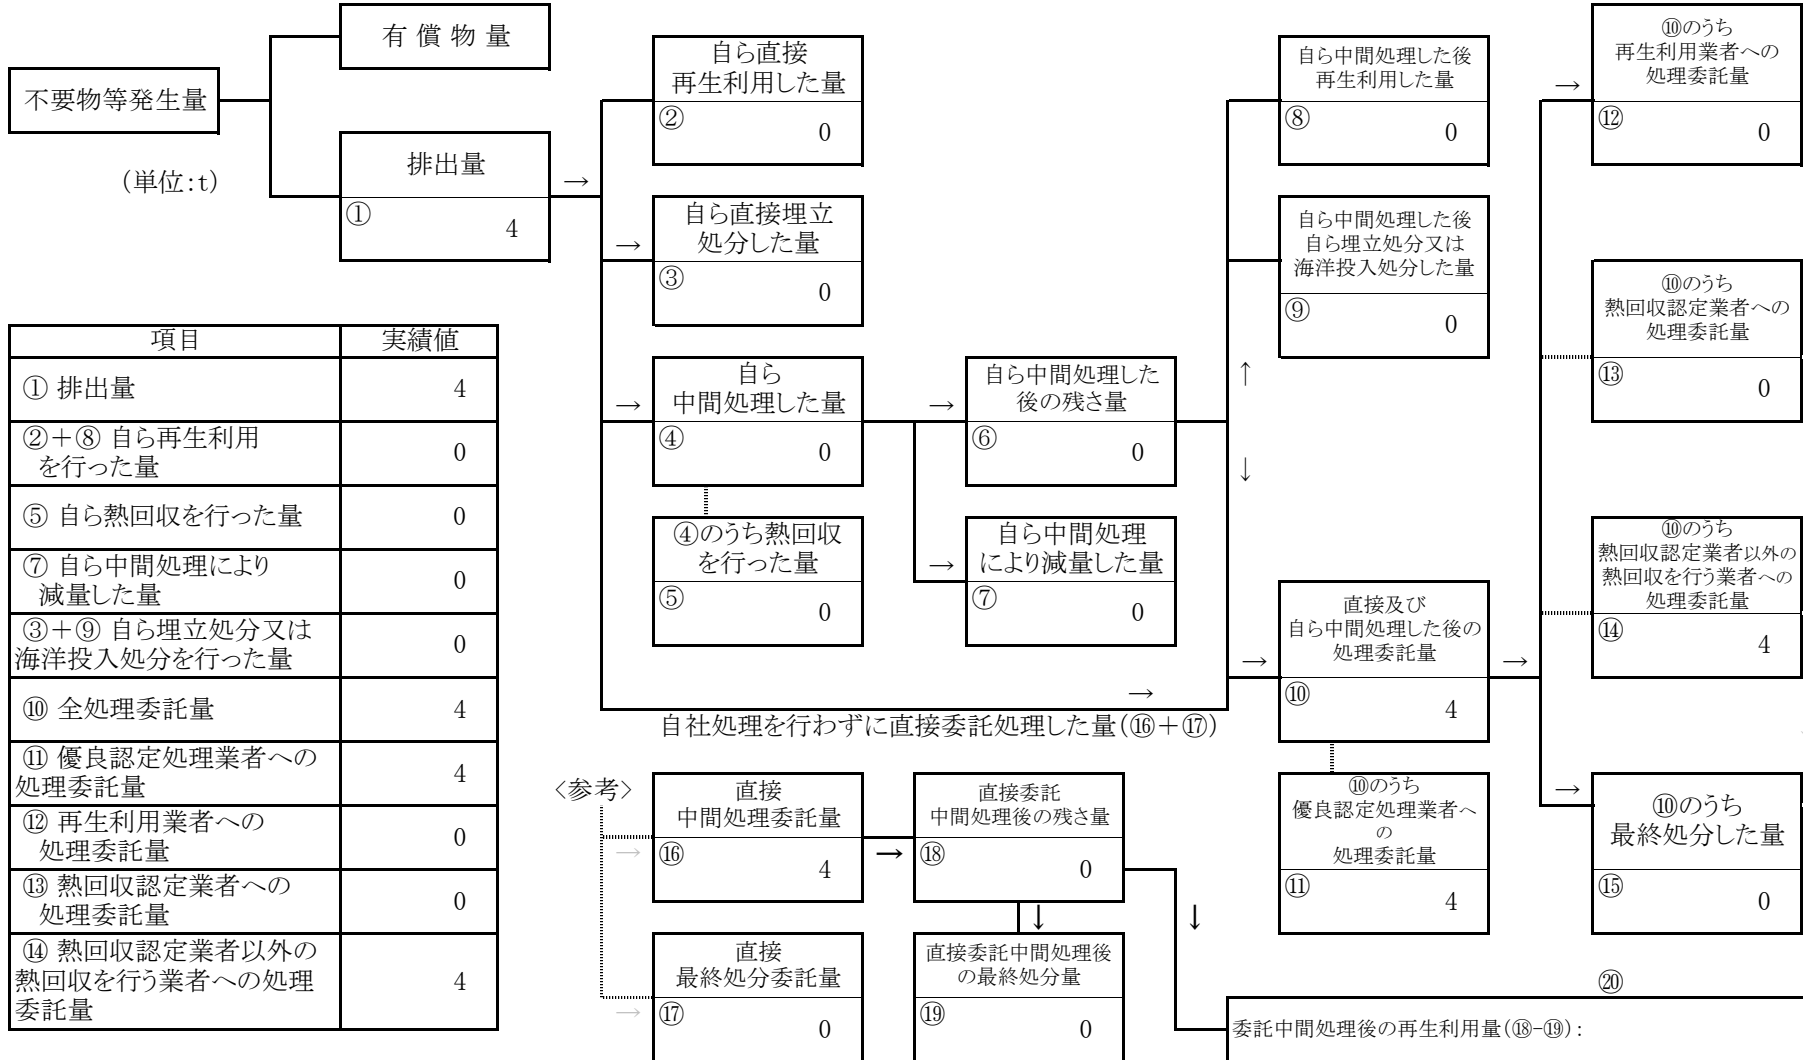 有 償 物 量
不要物等発生量
(単位:t)
排出量
→
①
4
自ら直接
再生利用した量
②
0
自ら直接埋立
処分した量
→
③
0
自ら
中間処理した量
→
④
0
④のうち熱回収
を行った量
⑤
0
自ら中間処理した
後の残さ量
→
⑥
0
自ら中間処理
により減量した量
→
⑦
0
自ら中間処理した後
再生利用した量
⑧
0
自ら中間処理した後
自ら埋立処分又は
海洋投入処分した量
⑨
0
↑
↓
直接及び
自ら中間処理した後の
処理委託量
→
→
⑩
4
⑩のうち
優良認定処理業者へ
の
処理委託量
⑪
4
⑩のうち
再生利用業者への
処理委託量
→
⑫
0
⑩のうち
熱回収認定業者への
処理委託量
⑬
0
⑩のうち
熱回収認定業者以外の
熱回収を行う業者への
処理委託量
⑭
4
→
⑩のうち
最終処分した量
⑮
0
→
自社処理を行わずに直接委託処理した量(⑯+⑰)
項目 実績値
① 排出量 4
②+⑧ 自ら再生利用
を行った量
0
⑤ 自ら熱回収を行った量 0
⑦ 自ら中間処理により
減量した量
0
③+⑨ 自ら埋立処分又は
海洋投入処分を行った量
0
⑩ 全処理委託量 4
⑪ 優良認定処理業者への
処理委託量
4
⑫ 再生利用業者への
処理委託量
0
⑬ 熱回収認定業者への
処理委託量
0
⑭ 熱回収認定業者以外の
熱回収を行う業者への処理
委託量
4
<参考>
直接
中間処理委託量
→
⑯
4
直接
最終処分委託量
→
⑰
0
直接委託
中間処理後の残さ量
→
⑱
0
↓
↓
直接委託中間処理後
の最終処分量
⑲
0
⑳
委託中間処理後の再生利用量(⑱-⑲):